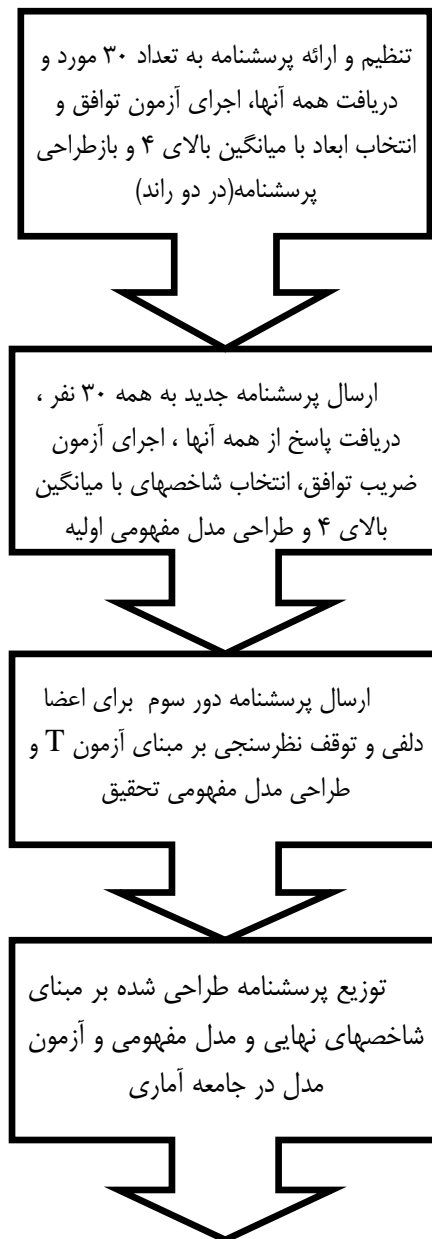 تنظیم و ارائه پرسشنامه به تعداد ۳۰ مورد و
دریافت همه آنها، اجرای آزمون توافق و
انتخاب ابعاد با میانگین بالای ۴ و بازطراحی
پرسشنامه(در دو راند)
ارسال پرسشنامه جدید به همه ۳۰ نفر ،
دریافت پاسخ از همه آنها ، اجرای آزمون
ضریب توافق، انتخاب شاخصهای با میانگین
بالای ۴ و طراحی مدل مفهومی اولیه
ارسال پرسشنامه دور سوم برای اعضا
دلفی و توقف نظرسنجی بر مبنای آزمون T و
طراحی مدل مفهومی تحقیق
توزیع پرسشنامه طراحی شده بر مبنای
شاخصهای نهایی و مدل مفهومی و آزمون
مدل در جامعه آماری